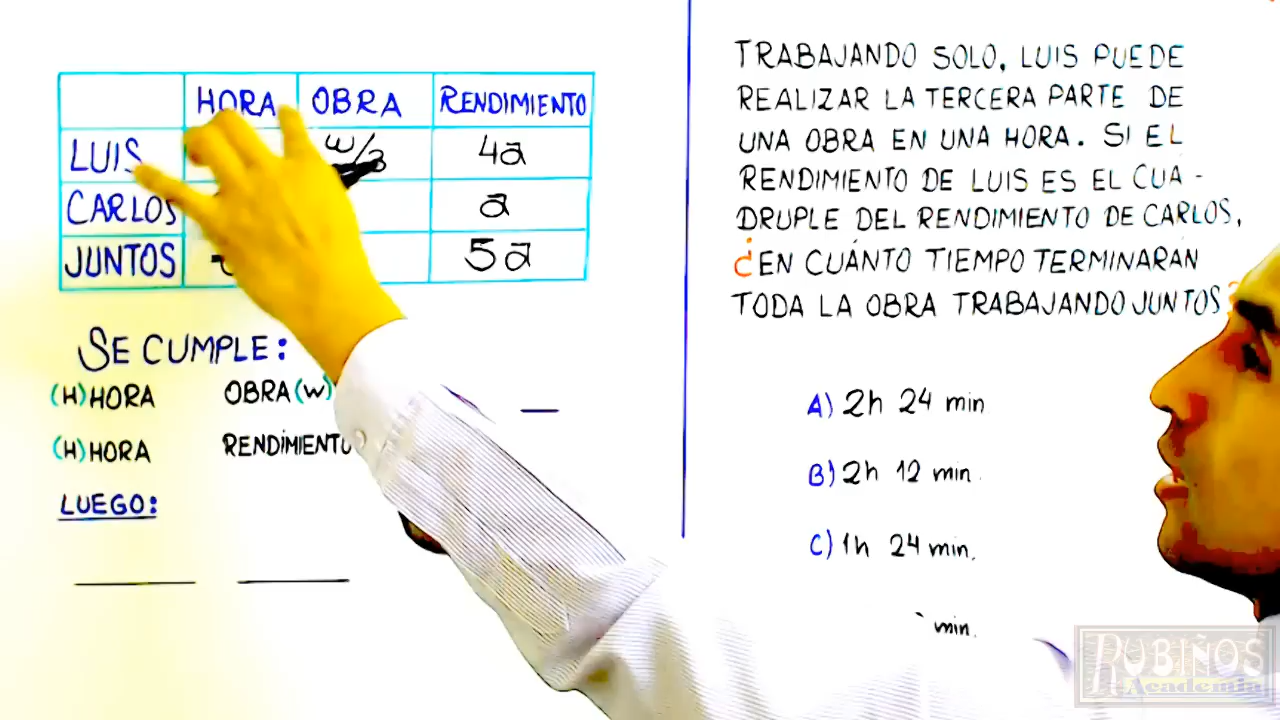 HORA OBRA RENDIMIENTO
LUIS W/3 4a
CARLOS a
JUNTOS 5a
SE CUMPLE:
(H) HORA OBRA (W)
(H) HORA RENDIMIENTO
LUEGO:
TRABAJANDO SOLO, LUIS PUEDE
REALIZAR LA TERCERA PARTE DE
UNA OBRA EN UNA HORA. SI EL
RENDIMIENTO DE LUIS ES EL CUÁ-
DRUPLE DEL RENDIMIENTO DE CARLOS,
¿EN CUÁNTO TIEMPO TERMINARÁN
TODA LA OBRA TRABAJANDO JUNTOS?
A) 2h 24 min
B) 2h 12 min.
C) 1h 24 min.
min.
RUBIÑOS
Academia